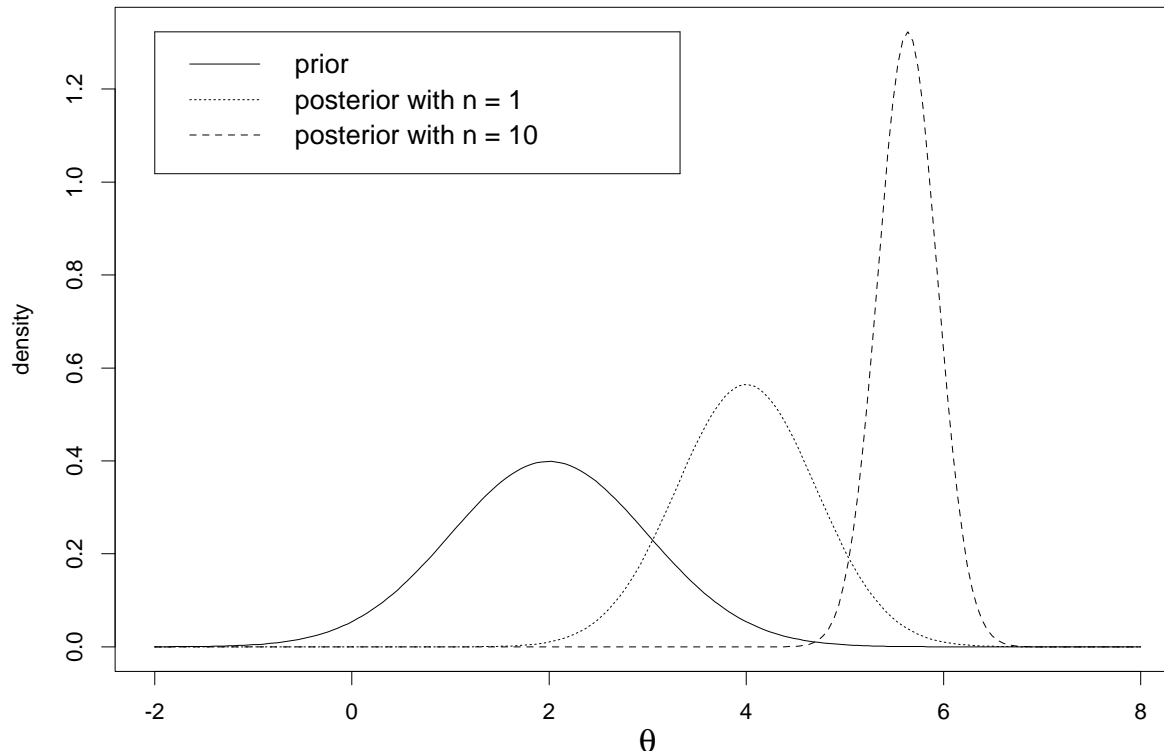 prior
posterior with n = 1
posterior with n = 10
density
0.0
0.2
0.4
0.6
0.8
1.0
1.2
-2
0
2
4
6
8
θ